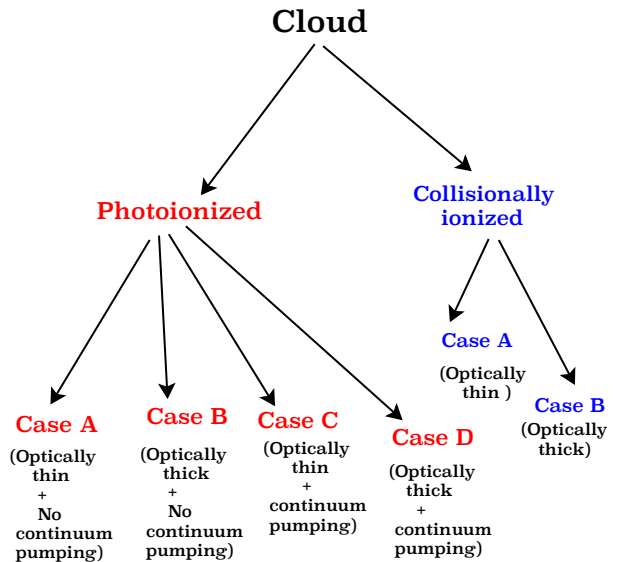 Cloud
Photoionized
Collisionally
ionized
Case A
(Optically
thin )
Case B
(Optically
thick)
Case A
(Optically
thin
+
No
continuum
pumping)
Case B
(Optically
thick
+
No
continuum
pumping)
Case C
(Optically
thin
+
continuum
pumping)
Case D
(Optically
thick
+
continuum
pumping)